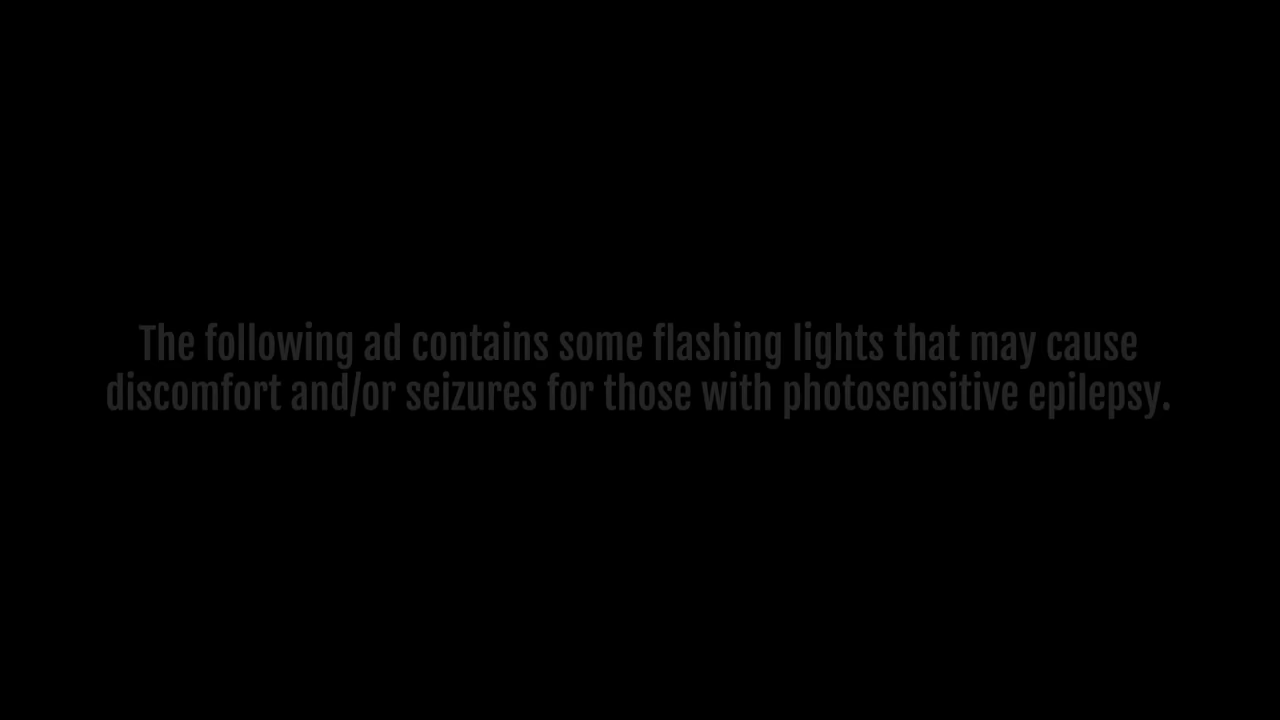 The following ad contains some flashing lights that may cause
discomfort and/or seizures for those with photosensitive epilepsy.